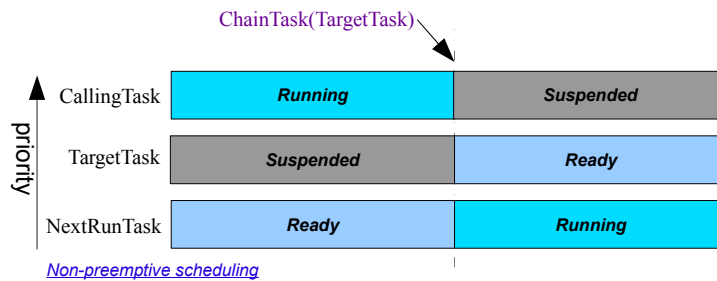 ChainTask(TargetTask)
CallingTask
Running
Suspended
TargetTask
Suspended
Ready
NextRunTask
Ready
Running
priority
Non-preemptive scheduling